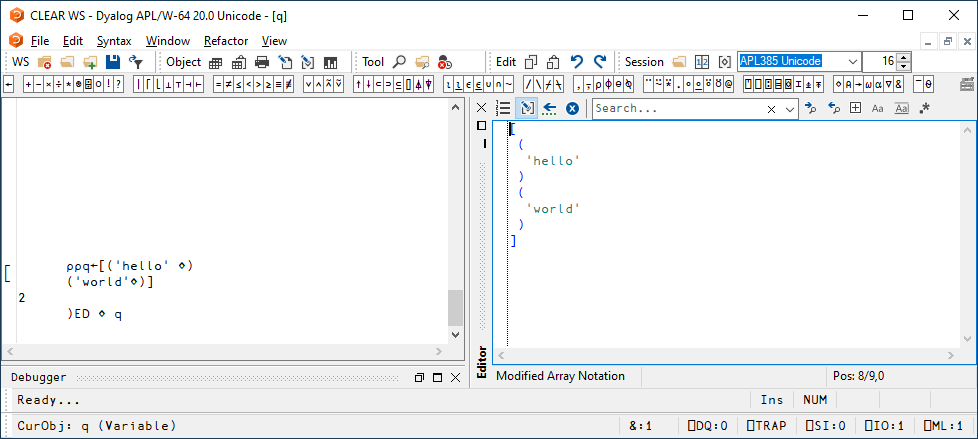 CLEAR WS - Dyalog APL/W-64 20.0 Unicode - [q]
File Edit Syntax Window Refactor View
WS Object Tool Edit Session APL385 Unicode 16
+ - × ÷ * ⍟ ⌹ ○ ! ?
| ⌈ ⌊ ⊥ ⊤ ⊣ ⊢
= ≠ ≤ < > ≥ ≡ ≢
∨ ∧ ⍲ ⍱
↑ ↓ ⊂ ⊃ ⊆ ⌷ ⍋ ⍒
⍳ ⍸ ∊ ⍷ ∪ ∩ ~
/ \ ⌿ ⍀
, ⍪ ⍴ ⌽ ⊖ ⍉
Search... Aa Aa .*
[
(
'hello'
)
(
'world'
)
]
⍴⍴q←[('hello' ⋄)
('world'⋄)]
2
)ED ⋄ q
Editor
Debugger
Modified Array Notation Pos: 8/9,0
Ready... Ins NUM
CurObj: q (Variable) &:1 ⎕DQ:0 ⎕TRAP ⎕SI:0 ⎕IO:1 ⎕ML:1